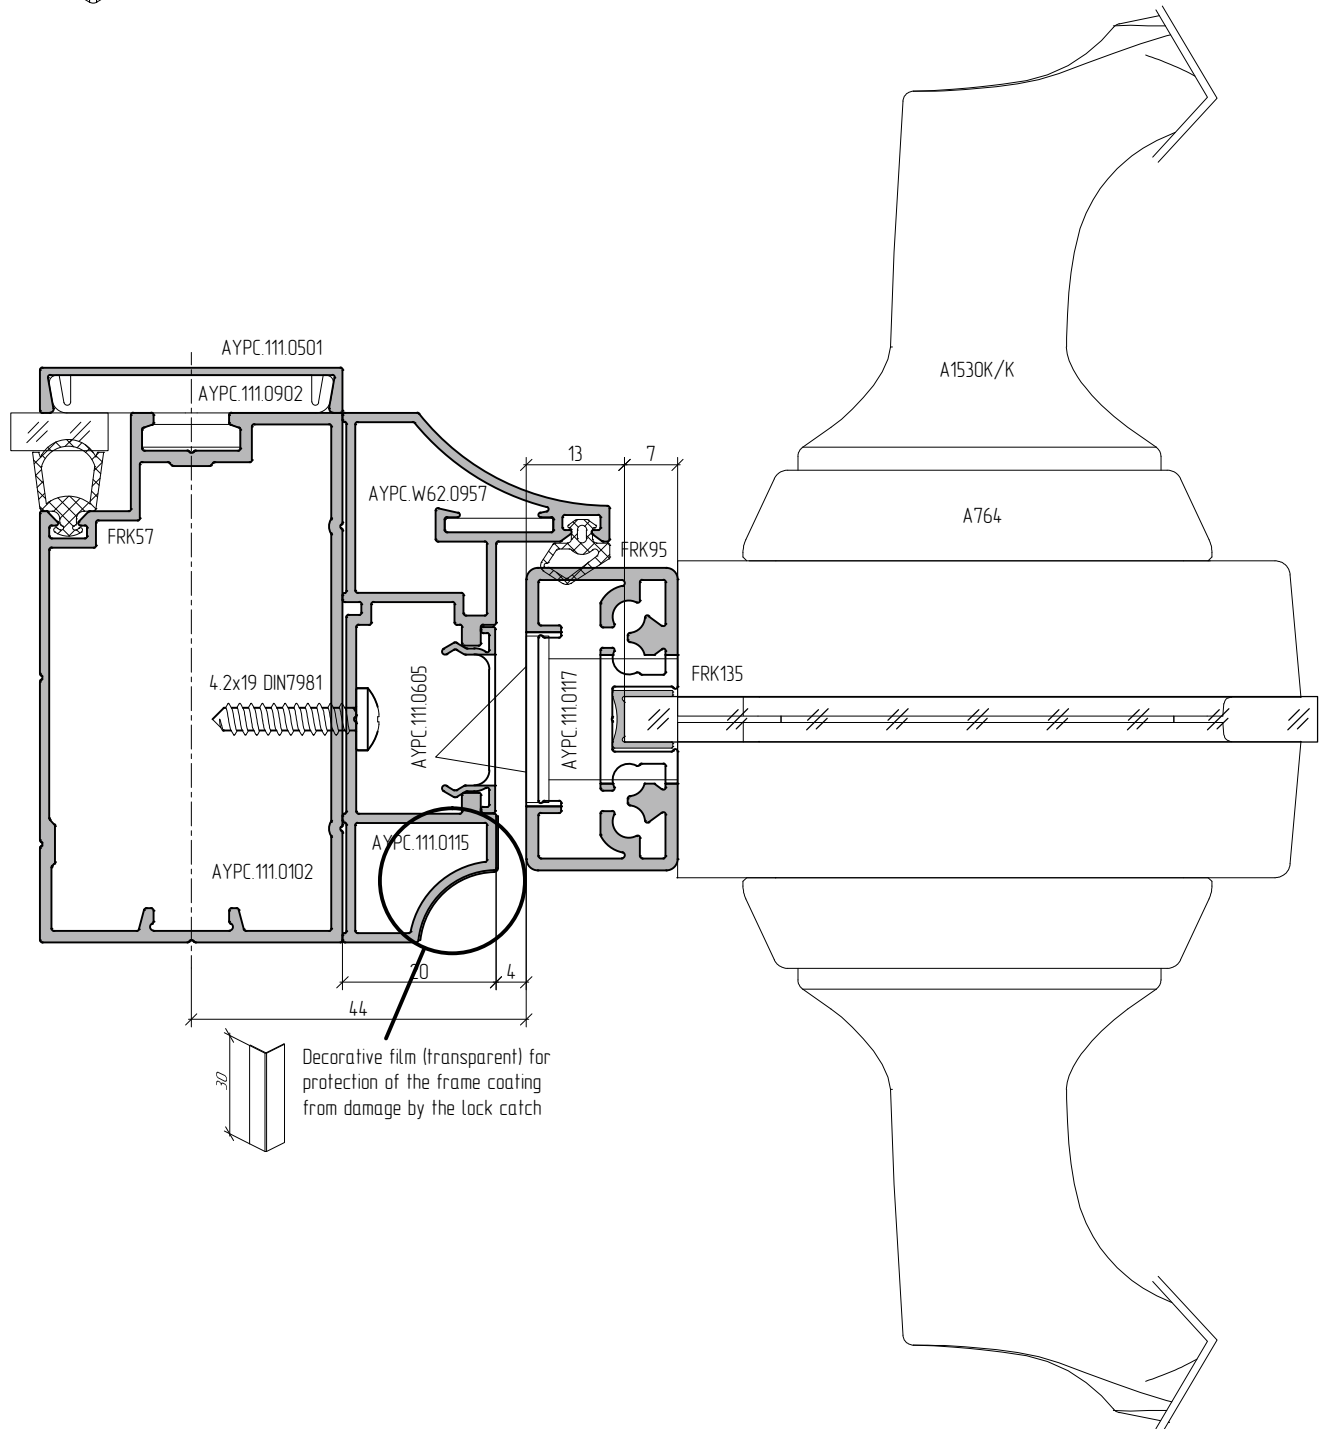 AYPC.111.0501
A1530K/K
AYPC.111.0902
13
7
AYPC.W62.0957
A764
FRK57
FRK95
FRK135
4.2x19 DIN7981
AYPC.111.0605
AYPC.111.0117
AYPC.111.0115
AYPC.111.0102
20
4
44
30
Decorative film (transparent) for
protection of the frame coating
from damage by the lock catch